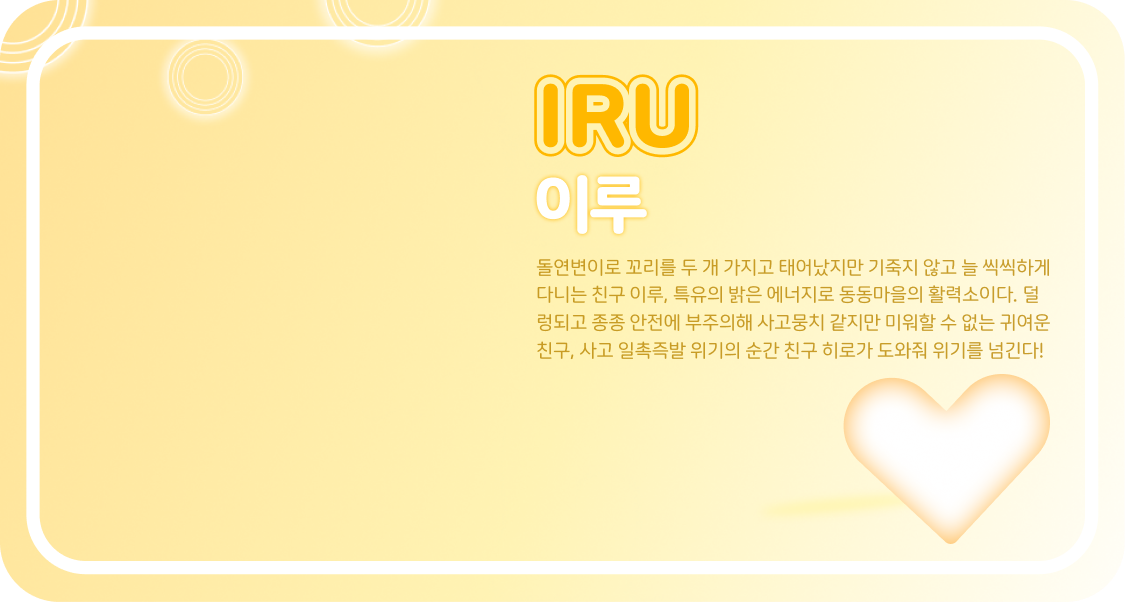 IRU
이루
돌연변이로 꼬리를 두 개 가지고 태어났지만 기죽지 않고 늘 씩씩하게
다니는 친구 이루, 특유의 밝은 에너지로 동동마을의 활력소이다. 덜
렁되고 종종 안전에 부주의해 사고뭉치 같지만 미워할 수 없는 귀여운
친구, 사고 일촉즉발 위기의 순간 친구 히로가 도와줘 위기를 넘긴다!